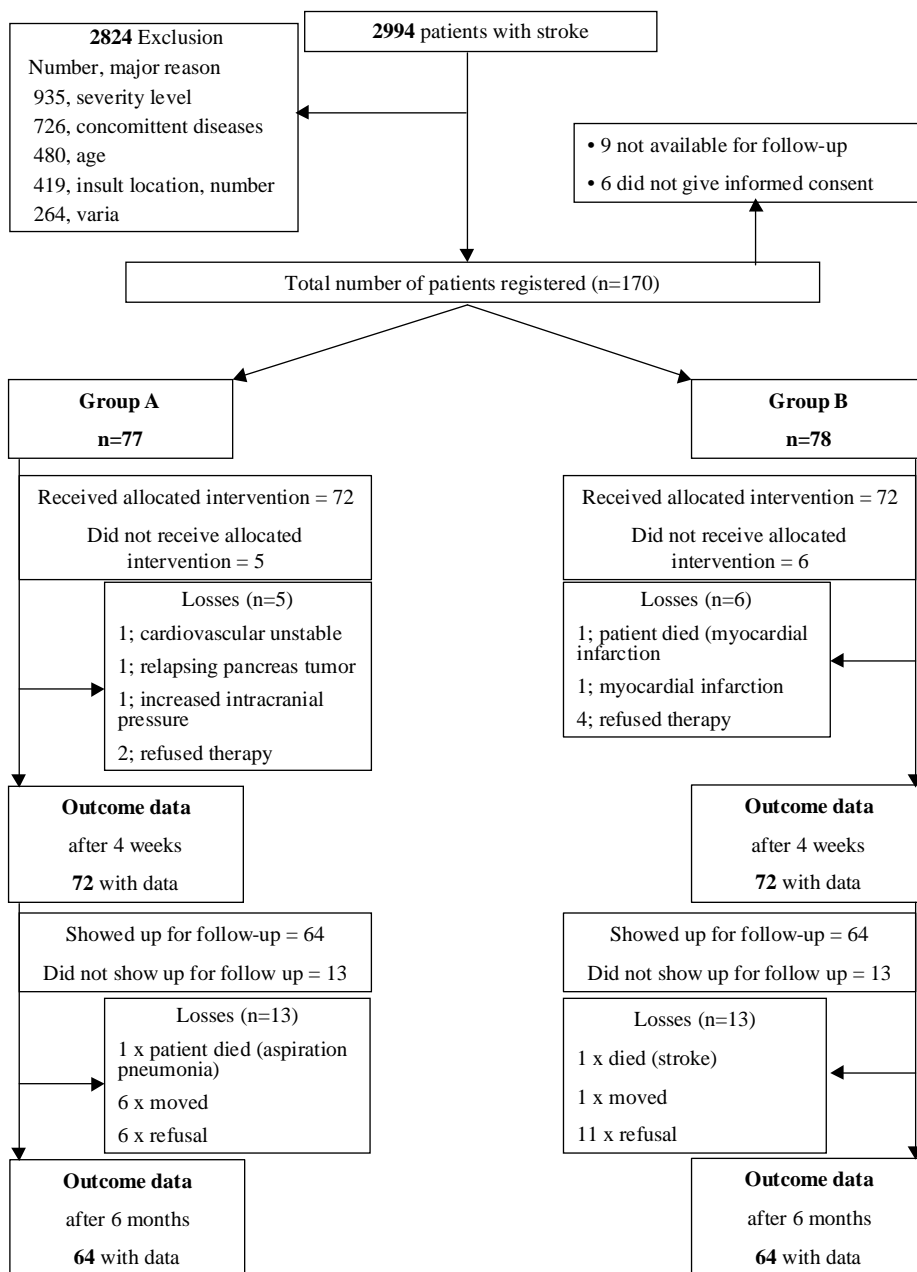 2994 patients with stroke
2824 Exclusion
Number, major reason
935, severity level
726, concomittent diseases
480, age
419, insult location, number
264, varia
• 9 not available for follow-up
• 6 did not give informed consent
Total number of patients registered (n=170)
Group A
n=77
Received allocated intervention = 72
Did not receive allocated
intervention = 5
Losses (n=5)
1; cardiovascular unstable
1; relapsing pancreas tumor
1; increased intracranial
pressure
2; refused therapy
Outcome data
after 4 weeks
72 with data
Showed up for follow-up = 64
Did not show up for follow up = 13
Losses (n=13)
1 x patient died (aspiration
pneumonia)
6 x moved
6 x refusal
Outcome data
after 6 months
64 with data
Group B
n=78
Received allocated intervention = 72
Did not receive allocated
intervention = 6
Losses (n=6)
1; patient died (myocardial
infarction
1; myocardial infarction
4; refused therapy
Outcome data
after 4 weeks
72 with data
Showed up for follow-up = 64
Did not show up for follow up = 13
Losses (n=13)
1 x died (stroke)
1 x moved
11 x refusal
Outcome data
after 6 months
64 with data